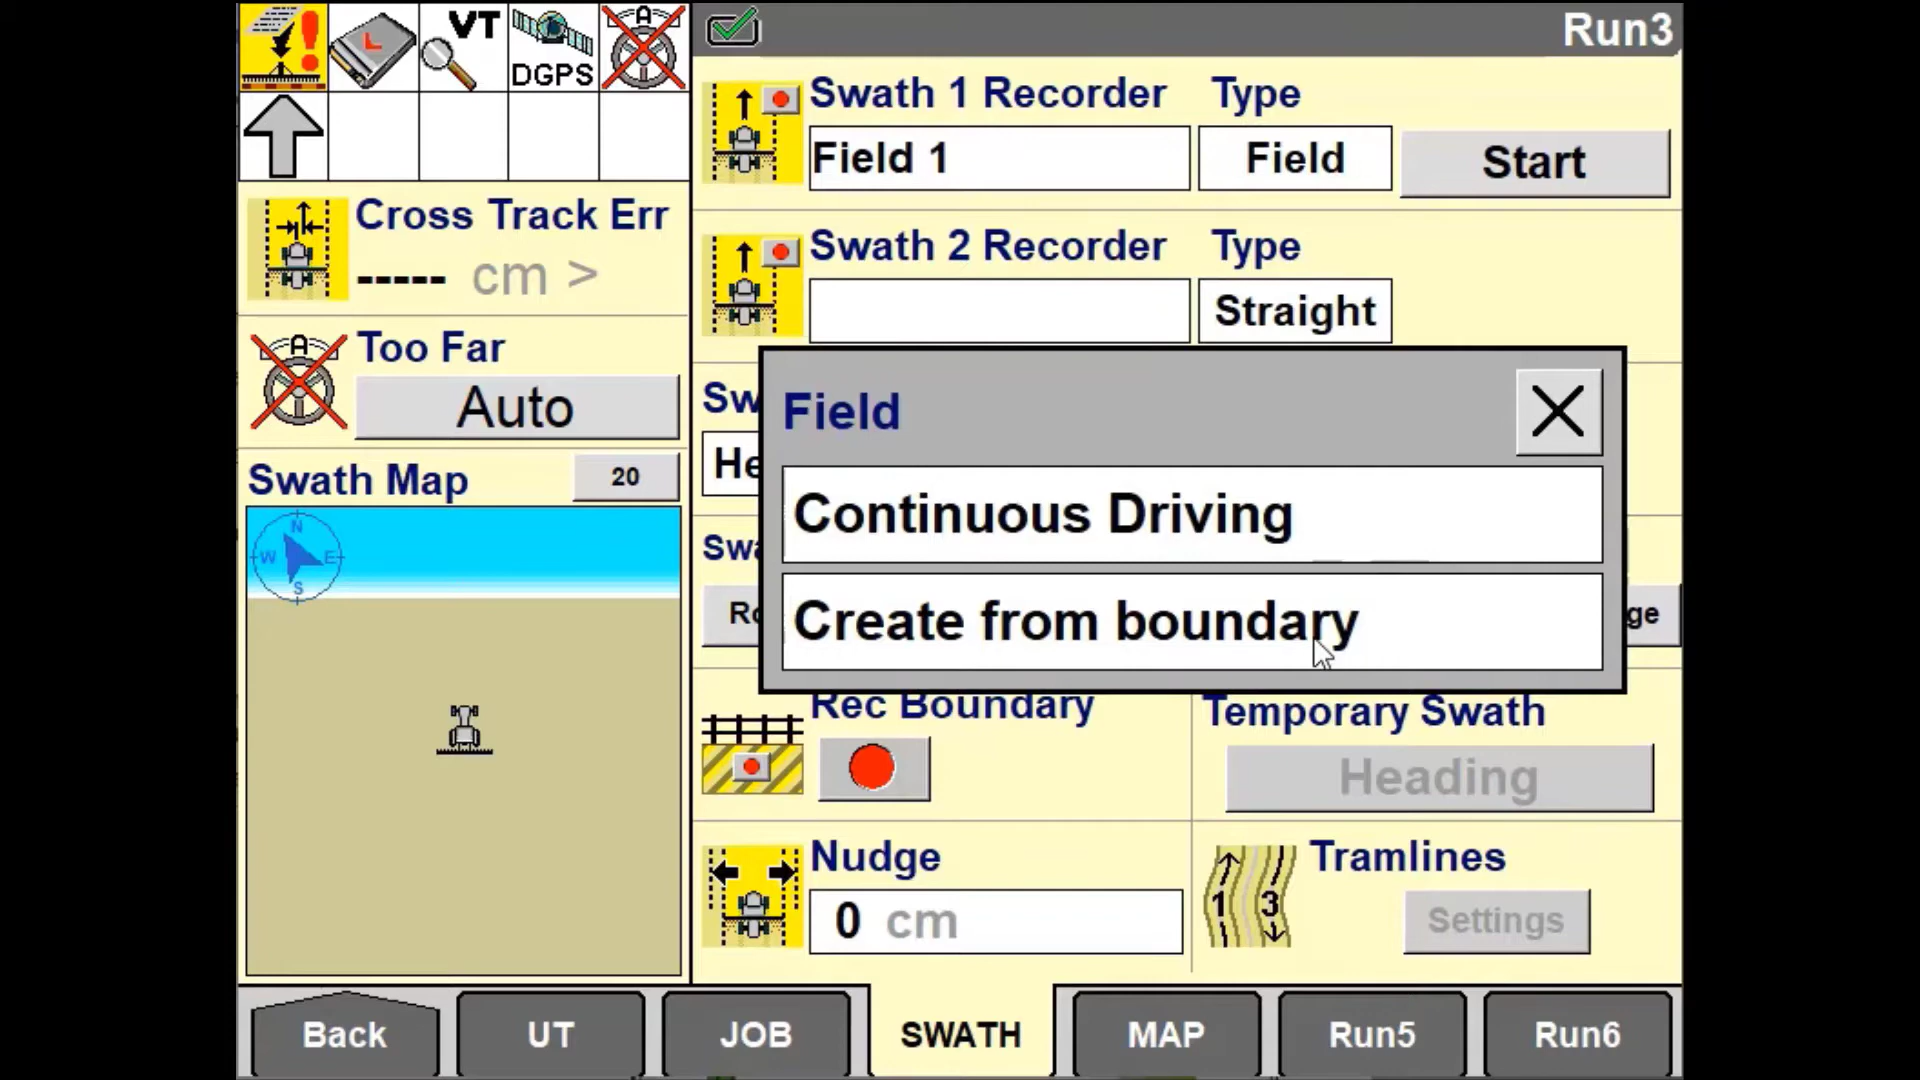 VT
DGPS
A
L
Run3
Cross Track Err
----- cm >
Too Far
A
Auto
Swath Map
20
N
W E
S
Swath 1 Recorder Type
Field 1 Field Start
Swath 2 Recorder Type
Straight
Sw
He
Swa
Ro
ge
Field
Continuous Driving
Create from boundary
Rec Boundary
Temporary Swath
Heading
Nudge
0 cm
Tramlines
1 3
Settings
Back UT JOB SWATH MAP Run5 Run6